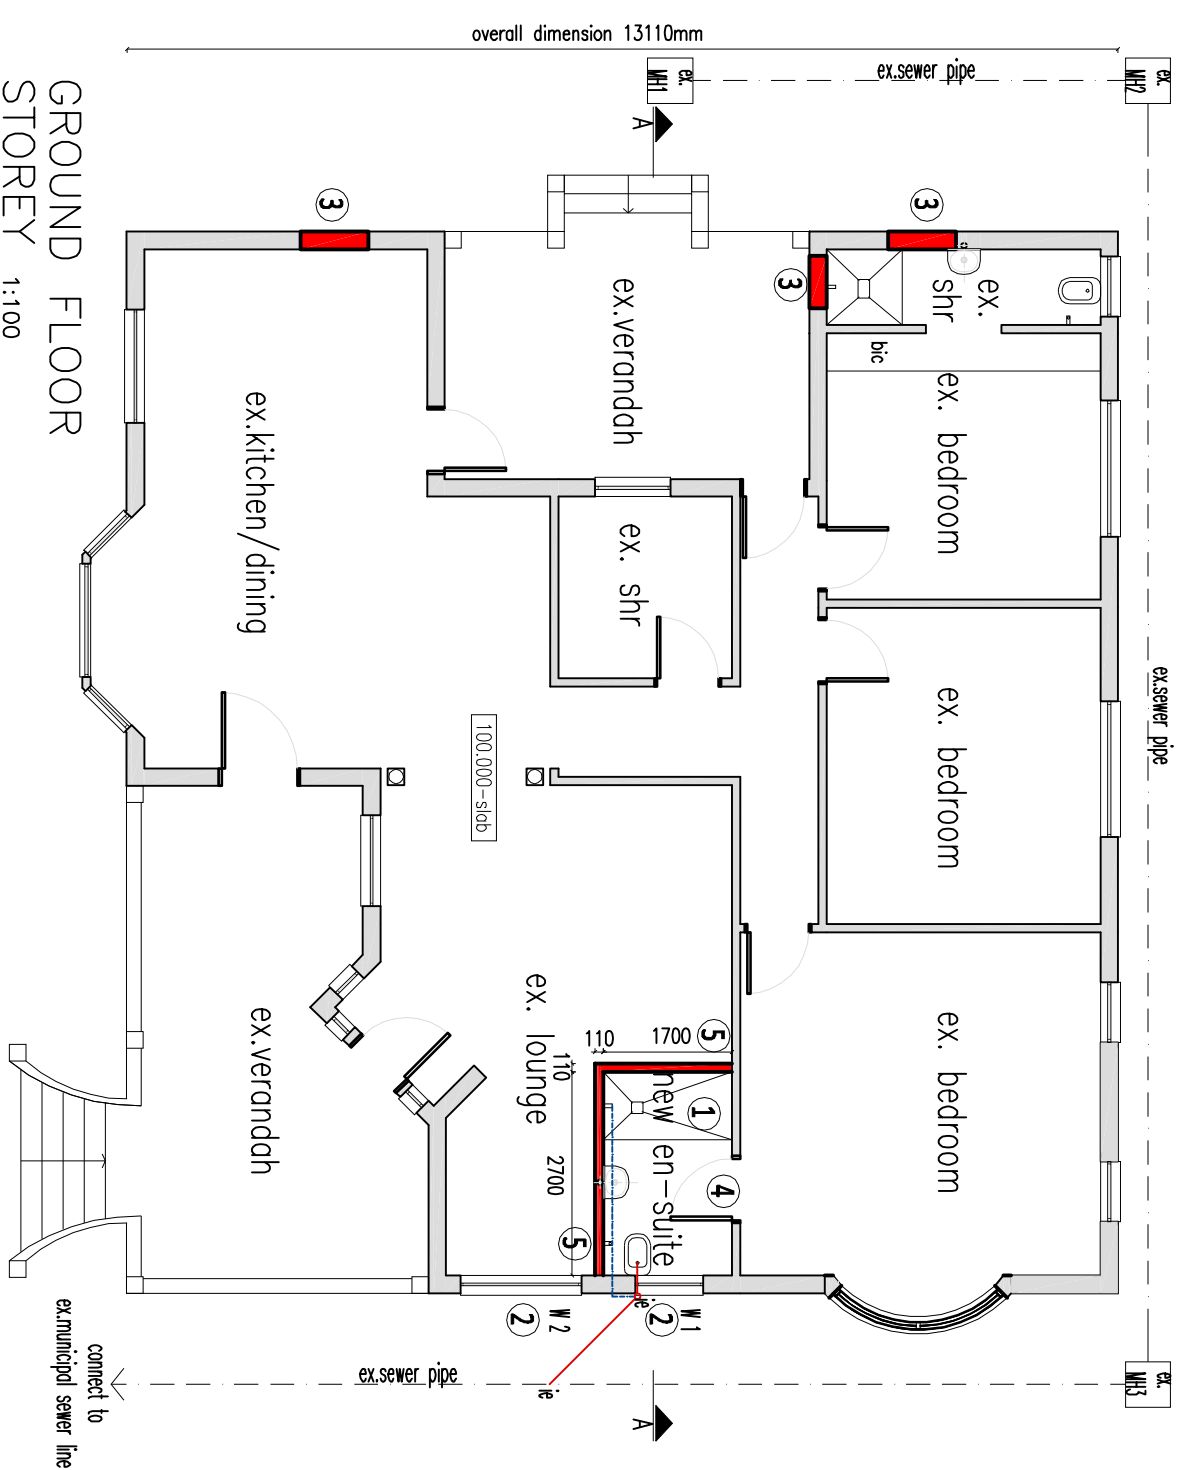 overall dimension 13110mm
ex.
MH1
ex.sewer pipe
ex.
MH2
A
GROUND FLOOR
STOREY 1:100
3
3
3
ex.
shr
bic
ex.verandah
ex. bedroom
ex.kitchen/dining
ex. shr
ex. bedroom
ex.sewer pipe
100.000-slab
ex. lounge
ex. bedroom
ex.verandah
110
1700
5
110
new en-suite
1
2700
4
5
ie
W 1
2
W 2
2
ex.sewer pipe
ie
A
ex.
MH3
connect to
ex.municipal sewer line